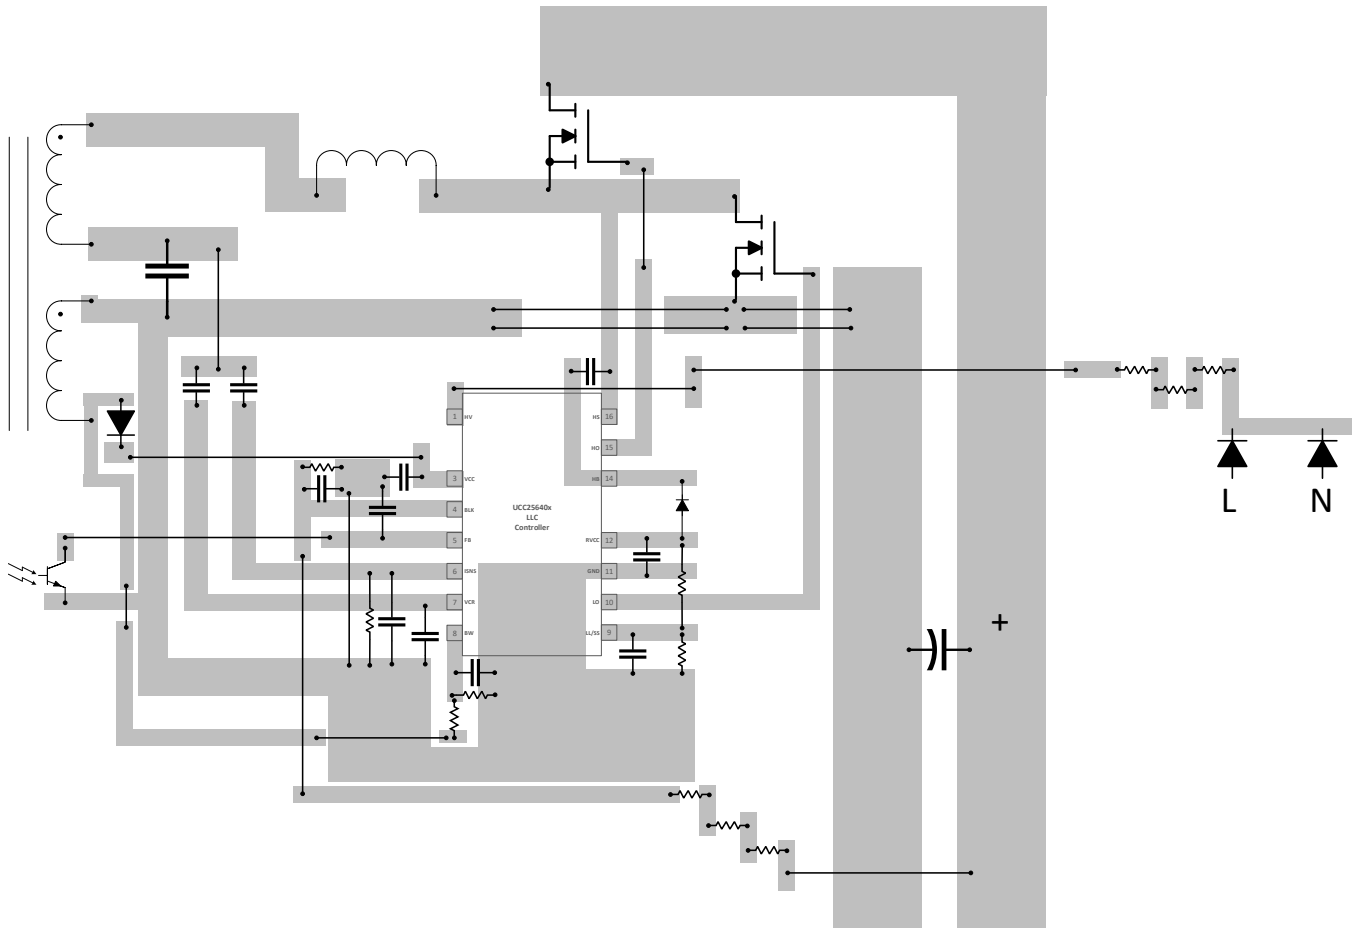 1 HV
HS 16
HO 15
3 VCC
HB 14
4 BLK
UCC25640x
LLC
Controller
5 FB
RVCC 12
6 ISNS
GND 11
7 VCR
LO 10
8 BW
LL/SS 9
L
N
+